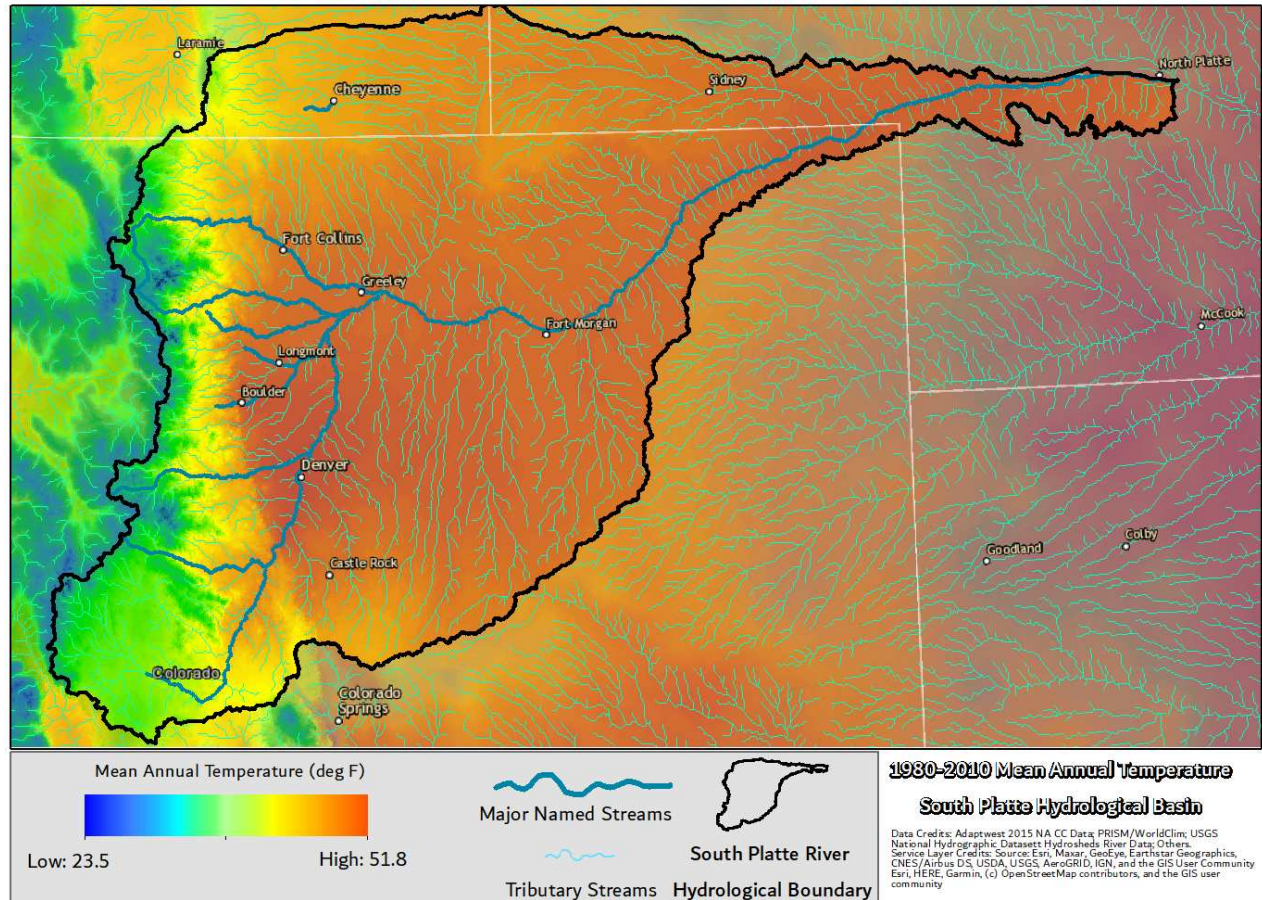 Laramie
North Platte
Cheyenne
Sidney
Fort Collins
Greeley
Fort Morgan
McCook
Longmont
Boulder
Denver
Goodland
Colby
Castle Rock
Colorado
Colorado
Springs
Mean Annual Temperature (deg F)
Low: 23.5
High: 51.8
Major Named Streams
Tributary Streams
South Platte River
Hydrological Boundary
1980-2010 Mean Annual Temperature
South Platte Hydrological Basin
Data Credits: Adaptwest 2015 NA CC Data; PRISM/WorldClim; USGS
National Hydrographic Datasett Hydrosheds River Data; Others.
Service Layer Credits: Source: Esri, Maxar, GeoEye, Earthstar Geographics,
CNES/Airbus DS, USDA, USGS, AeroGRID, IGN, and the GIS User Community
Esri, HERE, Garmin, (c) OpenStreetMap contributors, and the GIS user
community